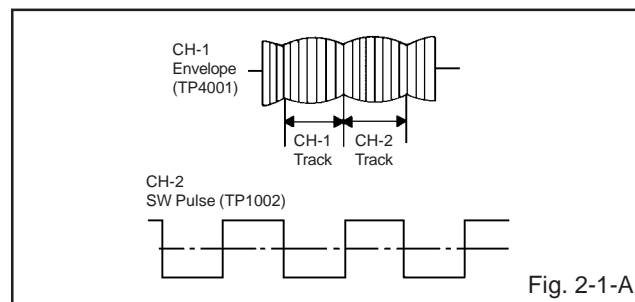 CH-1
Envelope
(TP4001)
CH-1
Track
CH-2
Track
CH-2
SW Pulse (TP1002)
Fig. 2-1-A